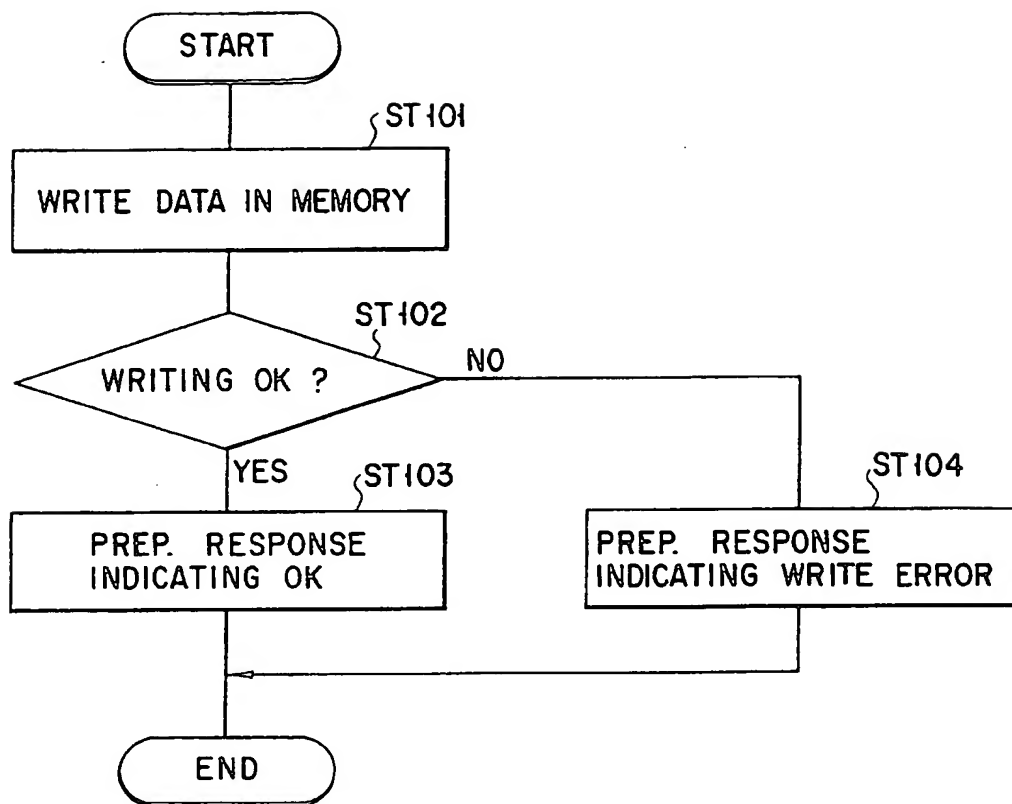 START
ST101
WRITE DATA IN MEMORY
ST102
WRITING OK ?
NO
YES
ST103
PREP. RESPONSE
INDICATING OK
ST104
PREP. RESPONSE
INDICATING WRITE ERROR
END